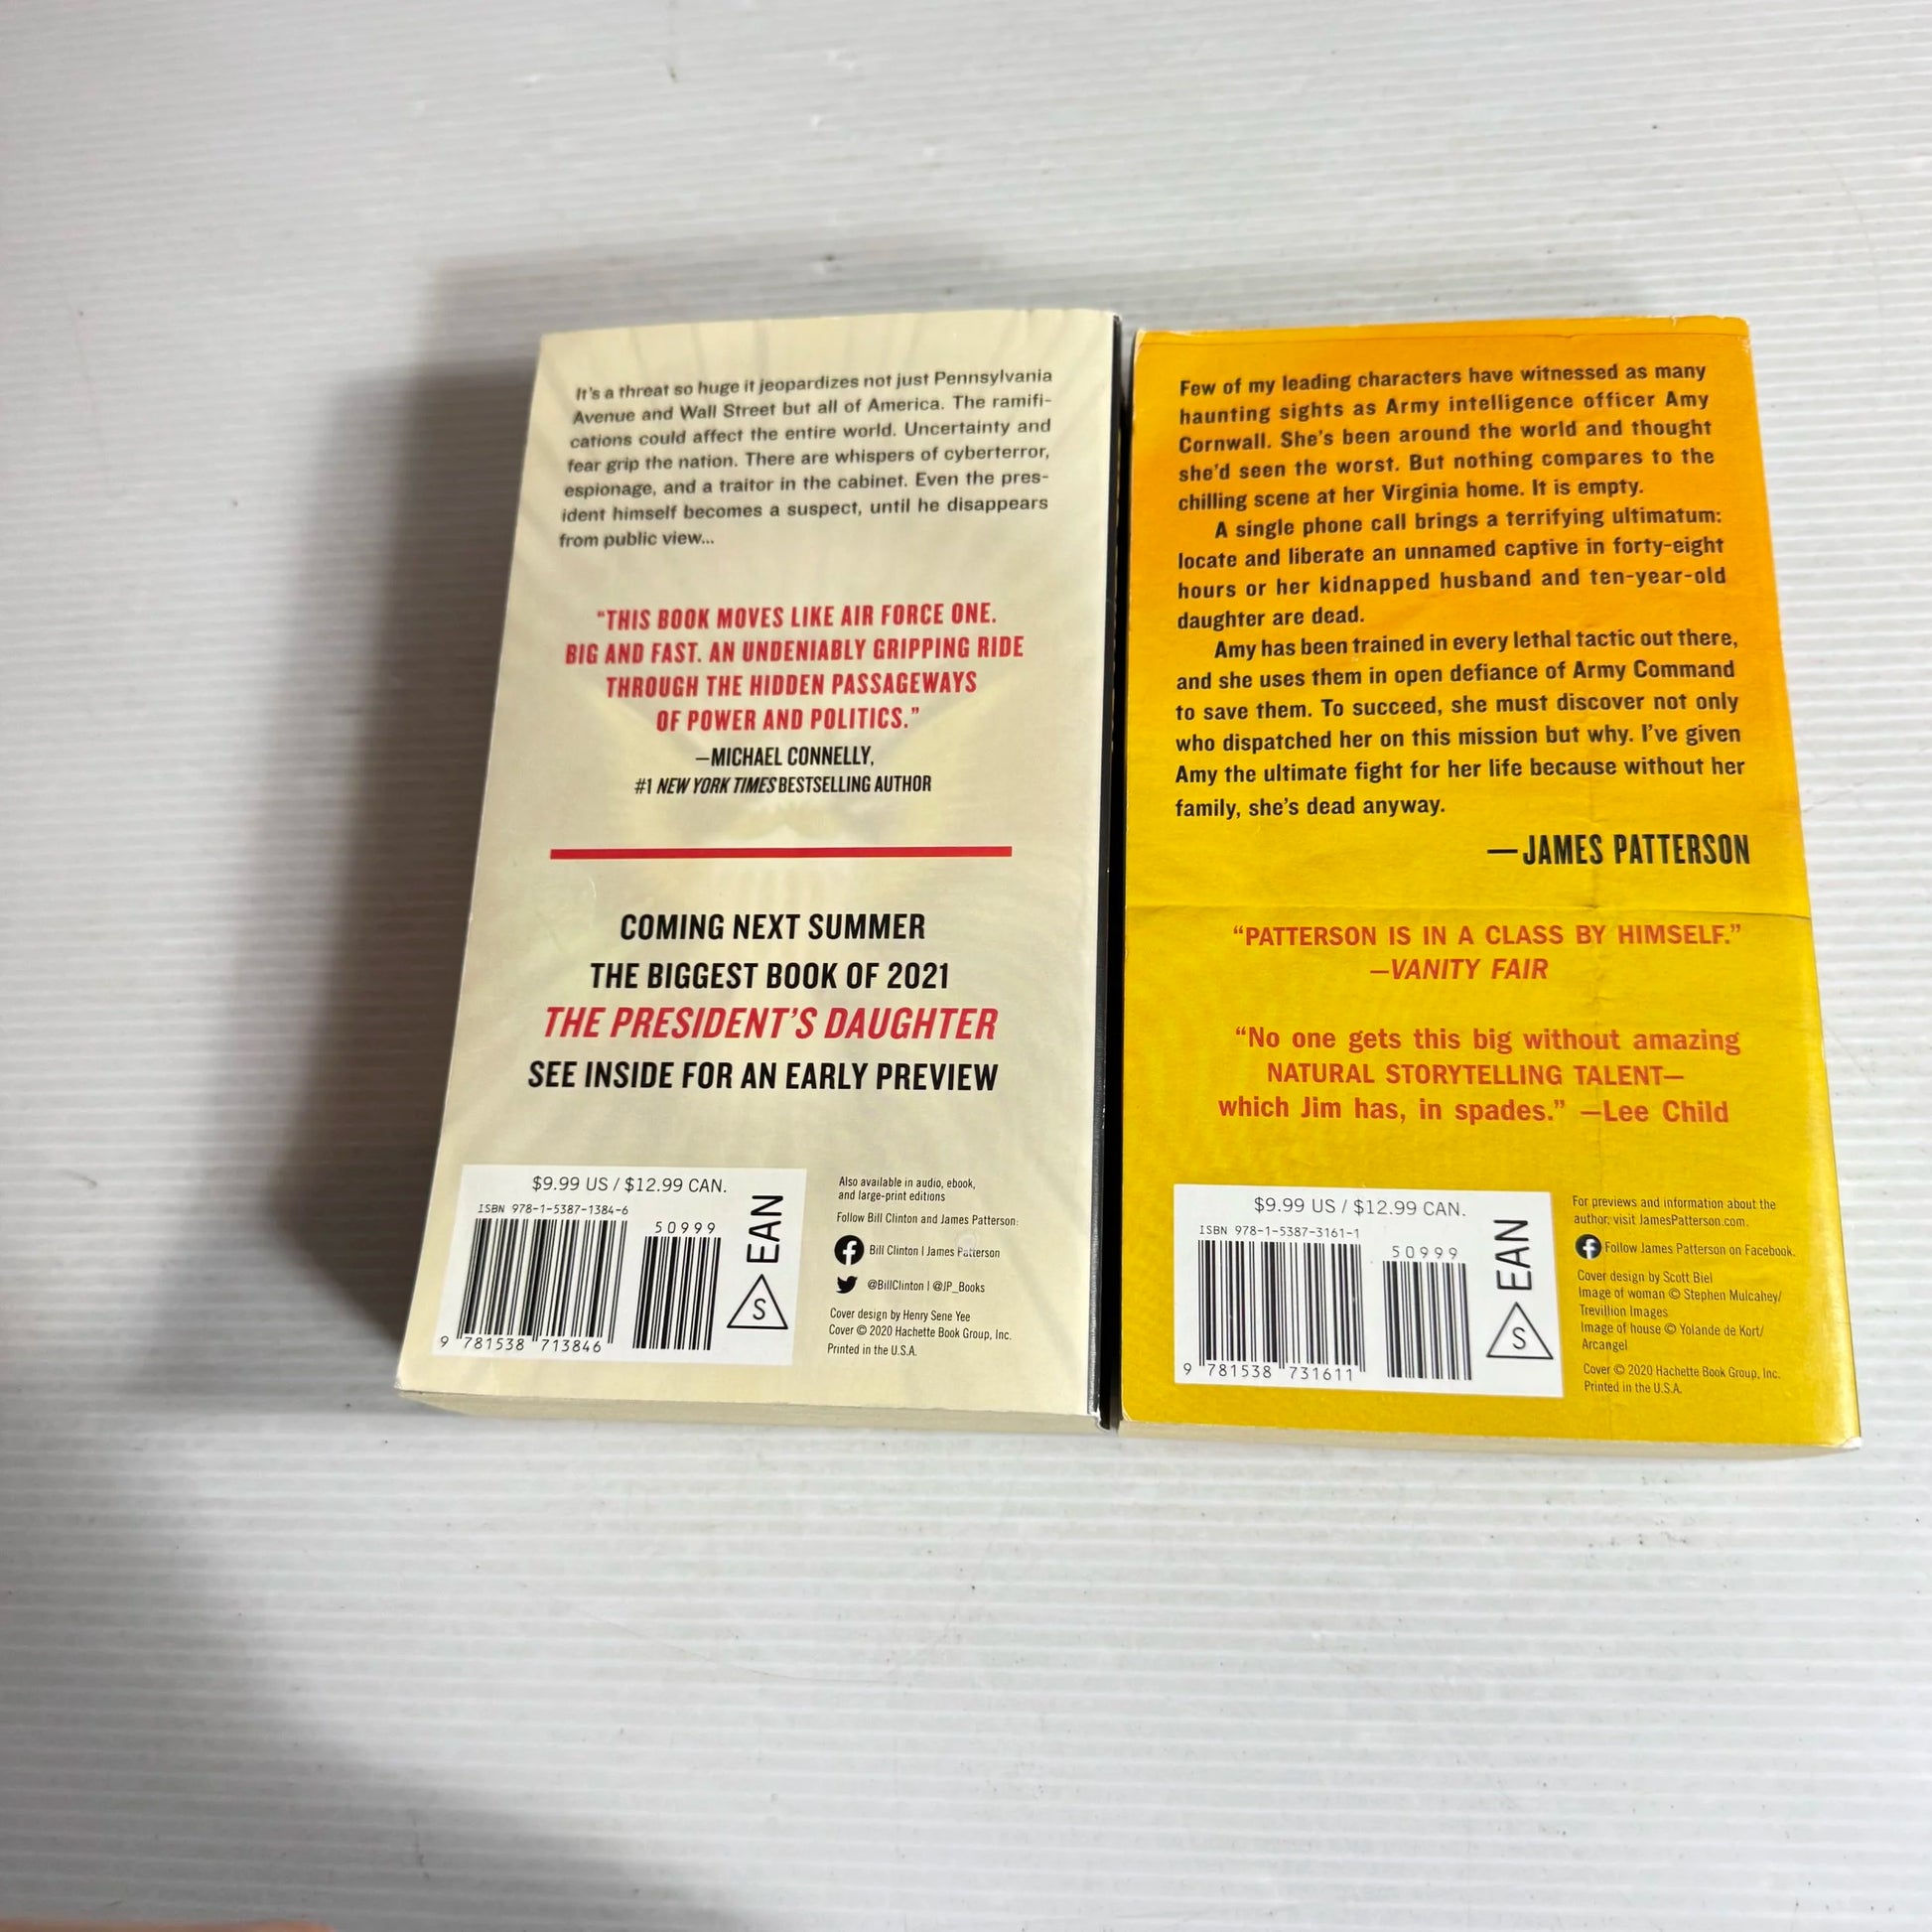 It's a threat so huge it jeopardizes not just Pennsylvania
Avenue and Wall Street but all of America. The ramifi-
cations could affect the entire world. Uncertainty and
fear grip the nation. There are whispers of cyberterror,
espionage, and a traitor in the cabinet. Even the pres-
ident himself becomes a suspect, until he disappears
from public view...
"THIS BOOK MOVES LIKE AIR FORCE ONE.
BIG AND FAST. AN UNDENIABLY GRIPPING RIDE
THROUGH THE HIDDEN PASSAGEWAYS
OF POWER AND POLITICS."
—MICHAEL CONNELLY,
#1 NEW YORK TIMES BESTSELLING AUTHOR
COMING NEXT SUMMER
THE BIGGEST BOOK OF 2021
THE PRESIDENT'S DAUGHTER
SEE INSIDE FOR AN EARLY PREVIEW
$9.99 US / $12.99 CAN.
ISBN 978-1-5387-1384-6
50999
EAN
S
9 781538 713846
Also available in audio, ebook,
and large-print editions
Follow Bill Clinton and James Patterson:
Bill Clinton | James Patterson
@BillClinton | @JP_Books
Cover design by Henry Sene Yee
Cover © 2020 Hachette Book Group, Inc.
Printed in the U.S.A.
Few of my leading characters have witnessed as many
haunting sights as Army intelligence officer Amy
Cornwall. She's been around the world and thought
she'd seen the worst. But nothing compares to the
chilling scene at her Virginia home. It is empty.
A single phone call brings a terrifying ultimatum:
locate and liberate an unnamed captive in forty-eight
hours or her kidnapped husband and ten-year-old
daughter are dead.
Amy has been trained in every lethal tactic out there,
and she uses them in open defiance of Army Command
to save them. To succeed, she must discover not only
who dispatched her on this mission but why. I've given
Amy the ultimate fight for her life because without her
family, she's dead anyway.
—JAMES PATTERSON
"PATTERSON IS IN A CLASS BY HIMSELF."
—VANITY FAIR
"No one gets this big without amazing
NATURAL STORYTELLING TALENT—
which Jim has, in spades." —Lee Child
$9.99 US / $12.99 CAN.
ISBN 978-1-5387-3161-1
50999
EAN
S
9 781538 731611
For previews and information about the
author, visit JamesPatterson.com.
Follow James Patterson on Facebook.
Cover design by Scott Biel
Image of woman © Stephen Mulcahey/
Trevillion Images
Image of house © Yolande de Kort/
Arcangel
Cover © 2020 Hachette Book Group, Inc.
Printed in the U.S.A.